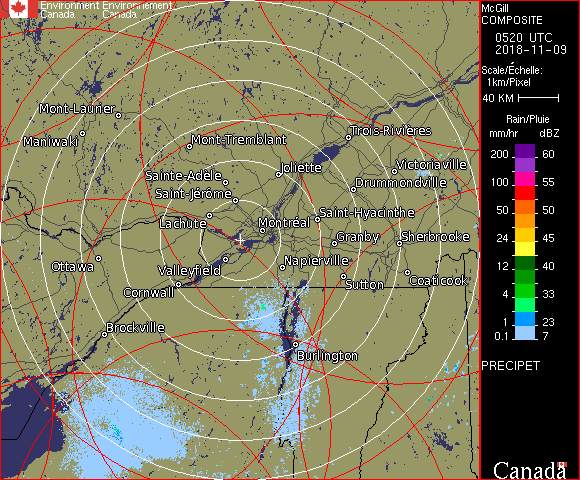 Environment Environnement
Canada Canada
McGill
COMPOSITE
0520 UTC
2018-11-09
Scale/Échelle:
1km/Pixel
40 KM
Rain/Pluie
mm/hr dBZ
200 60
55
100 55
50 50
24 45
12 40
4 33
1 23
0.1 7
PRECIPET
Canada
Mont-Laurier
Maniwaki
Mont-Tremblant
Trois-Rivières
Sainte-Adèle
Joliette
Victoriaville
Saint-Jérôme
Drummondville
Lachute
Montréal
Saint-Hyacinthe
Granby
Sherbrooke
Ottawa
Valleyfield
Napierville
Cornwall
Sutton
Coaticook
Brockville
Burlington